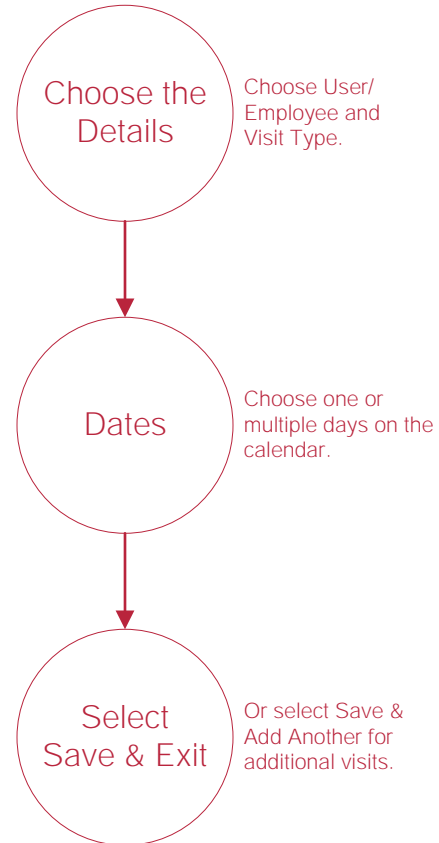 Choose the
Details
Choose User/
Employee and
Visit Type.
Dates
Choose one or
multiple days on the
calendar.
Select
Save & Exit
Or select Save &
Add Another for
additional visits.